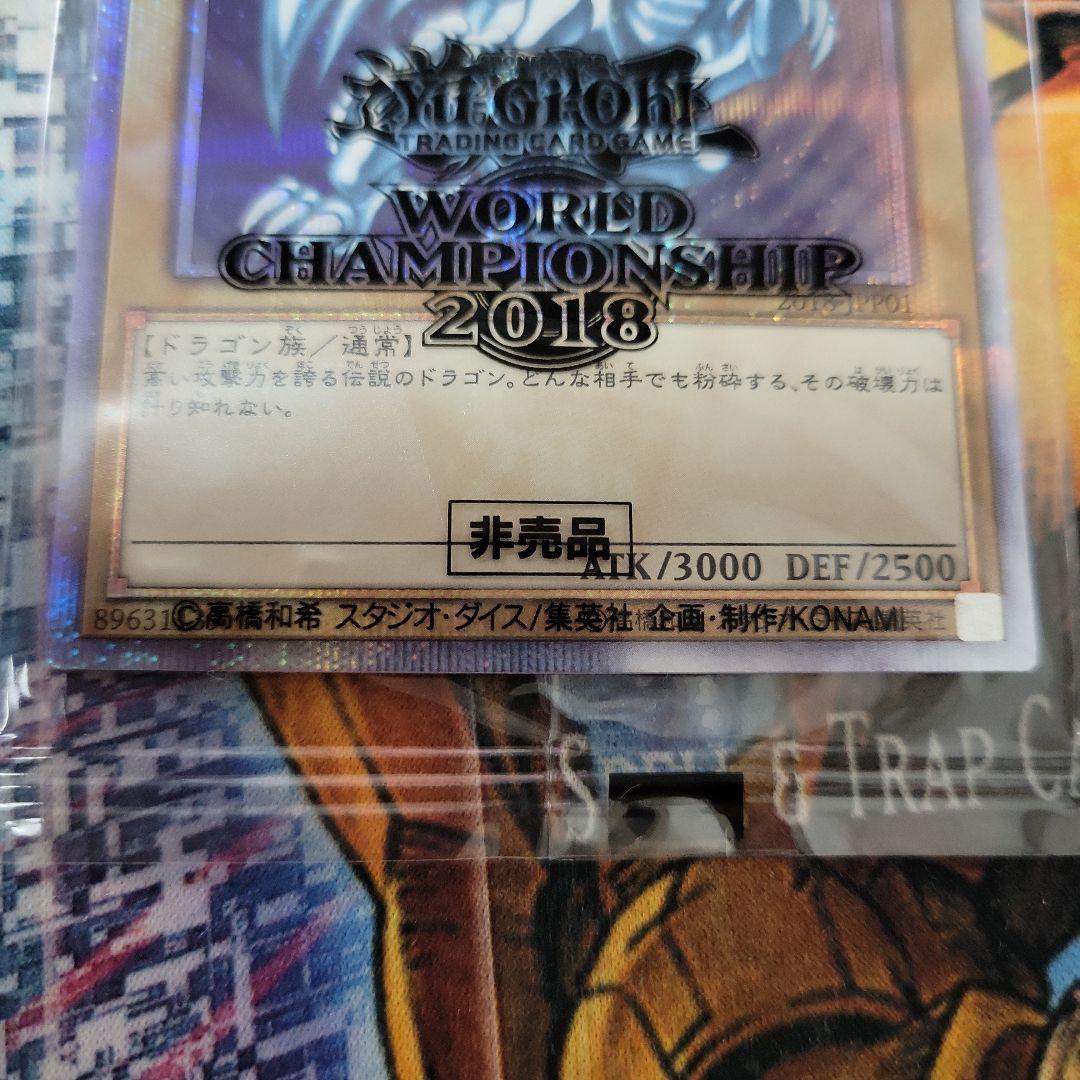 Yu-Gi-Oh!
TRADING CARD GAME
WORLD
CHAMPIONSHIP
2018
2018-JPP01
【ドラゴン族／通常】
高い攻撃力を誇る伝説のドラゴン。どんな相手でも粉砕する、その破壊力は
計り知れない。
非売品
ATK/3000 DEF/2500
©高橋和希 スタジオ・ダイス/集英社 企画・制作/KONAMI
& TRAP